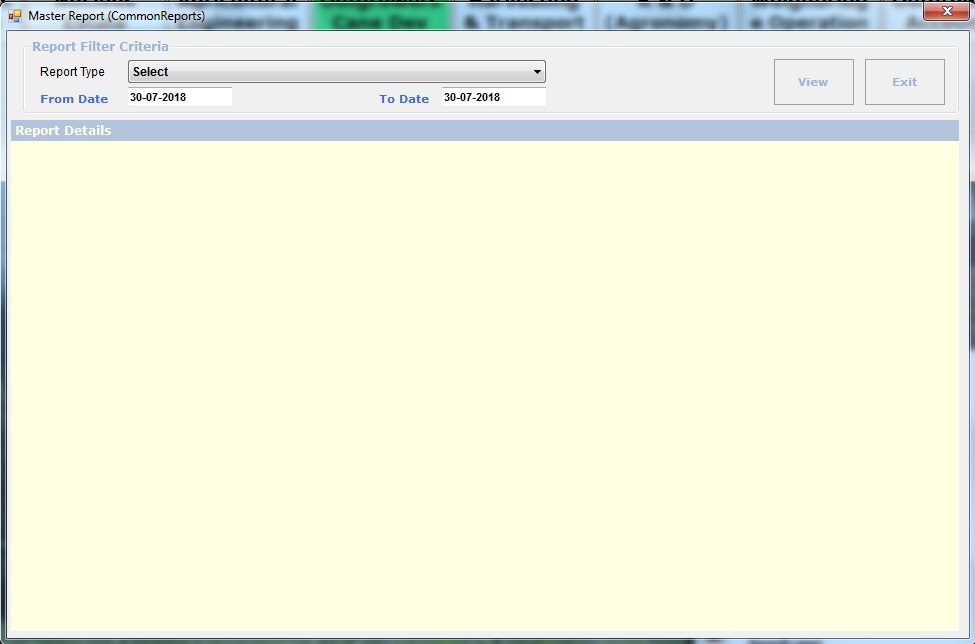 Master Report (CommonReports)
Engineering Cane Dev & Transport (Agronomy) e Operation
Report Filter Criteria
Report Type Select
From Date 30-07-2018 To Date 30-07-2018
View Exit
Report Details